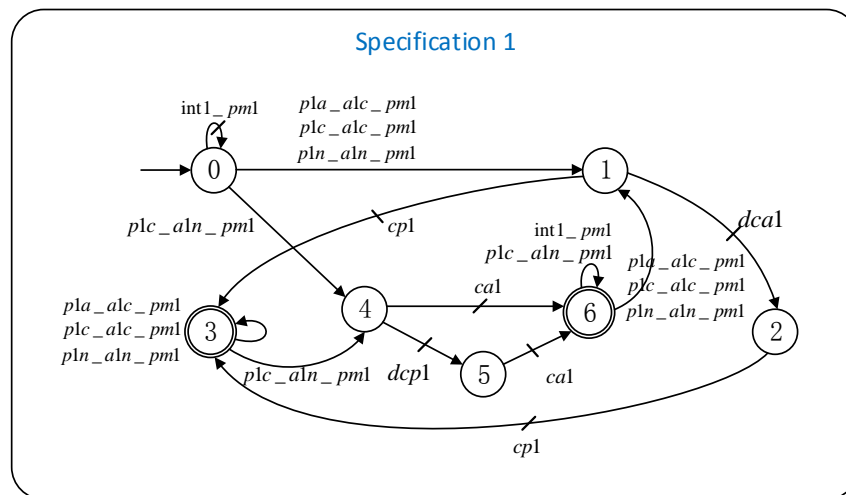 Specification 1
int1_pm1
p1a_a1c_pm1
p1c_a1c_pm1
p1n_a1n_pm1
0
1
p1c_a1n_pm1
cp1
dca1
int1_pm1
p1c_a1n_pm1
p1a_a1c_pm1
p1c_a1c_pm1
p1n_a1n_pm1
ca1
p1a_a1c_pm1
p1c_a1c_pm1
p1n_a1n_pm1
3
4
6
2
p1c_a1n_pm1
dcp1
5
ca1
cp1